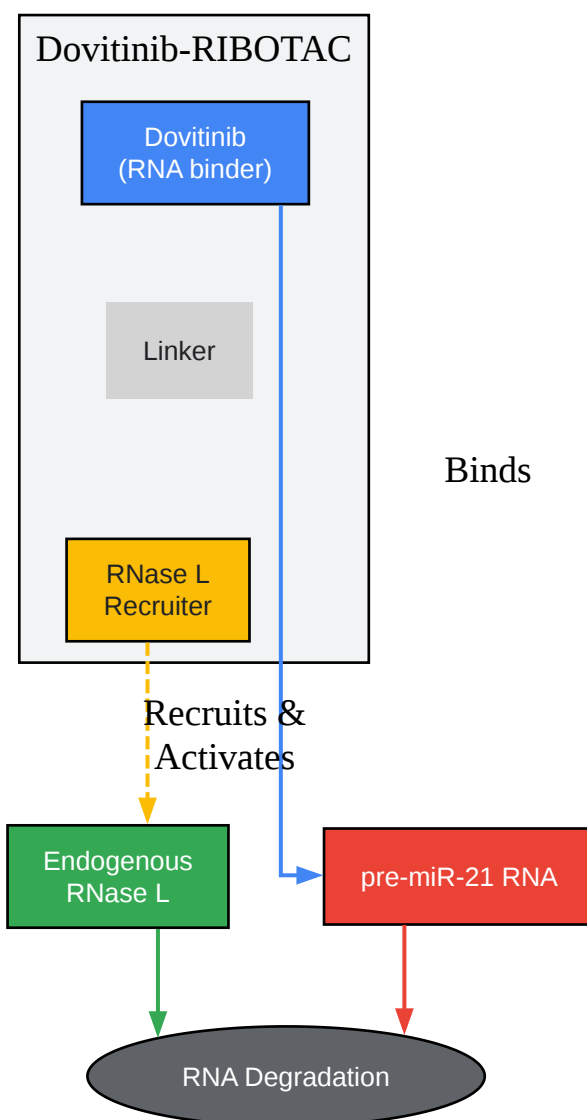 Dovitinib-RIBOTAC
Dovitinib
(RNA binder)
Linker
Binds
RNase L
Recruiter
Recruits &
Activates
Endogenous
RNase L
pre-miR-21 RNA
RNA Degradation